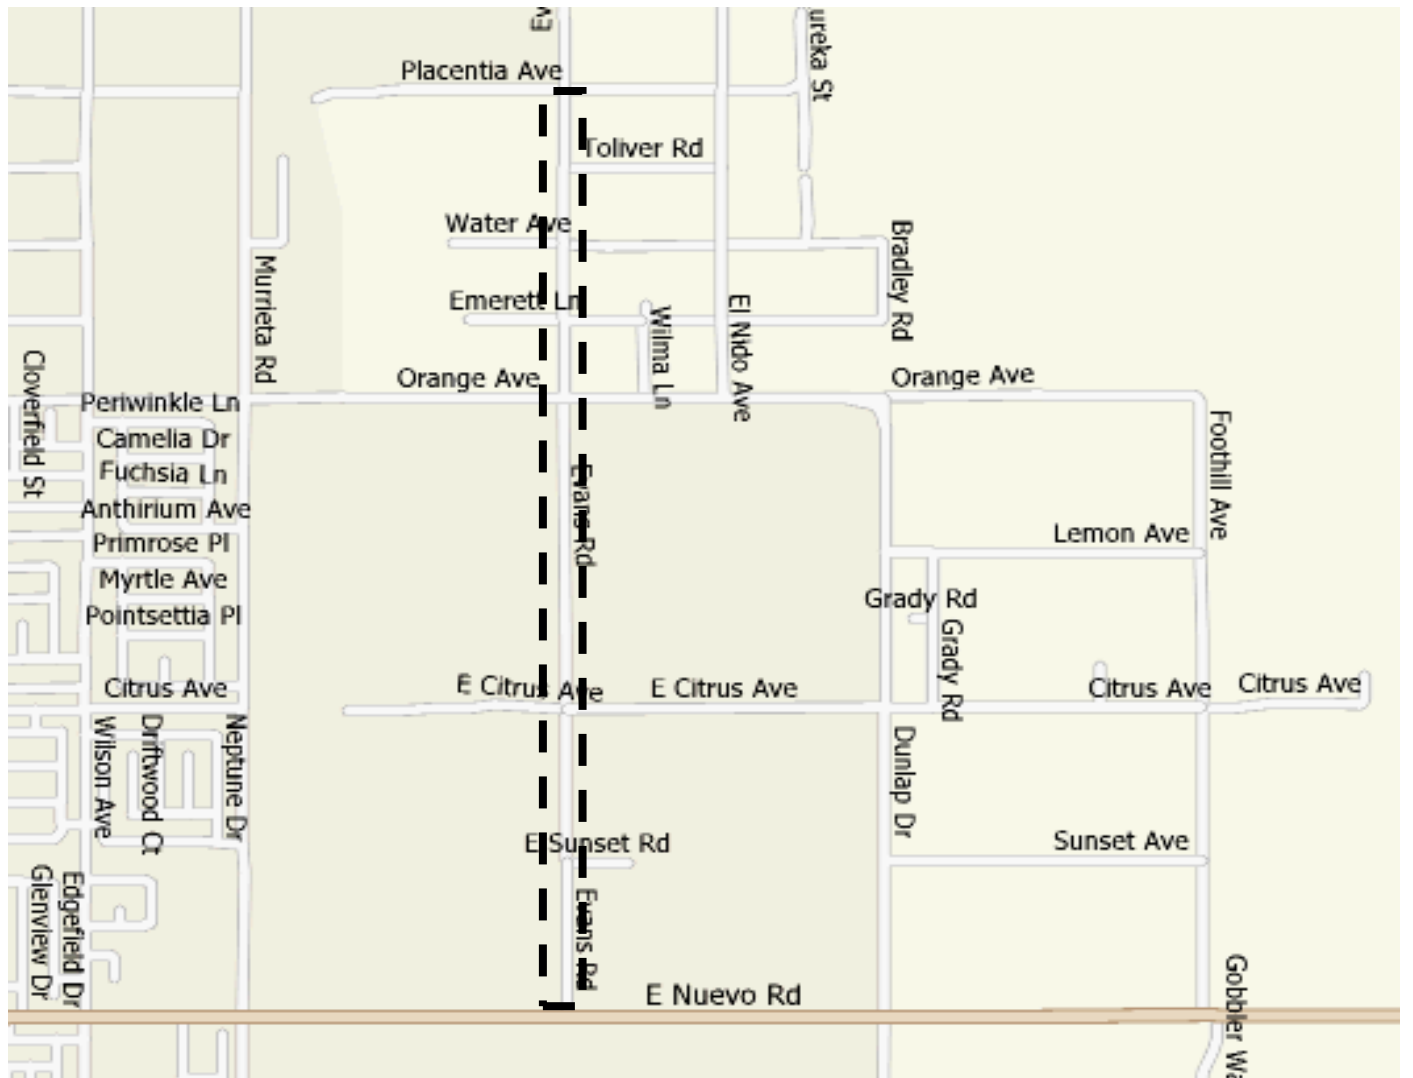 Ev
ureka St
Placentia Ave
Toliver Rd
Water Ave
Bradley Rd
Murrieta Rd
Emerett Ln
Wilma Ln
El Nido Ave
Cloverfield St
Orange Ave
Orange Ave
Periwinkle Ln
Foothill Ave
Camelia Dr
Fuchsia Ln
Evans Rd
Anthirium Ave
Primrose Pl
Lemon Ave
Myrtle Ave
Grady Rd
Pointsettia Pl
Grady Rd
Citrus Ave
E Citrus Ave
E Citrus Ave
Citrus Ave
Citrus Ave
Wilson Ave
Driftwood Ct
Neptune Dr
Dunlap Dr
E Sunset Rd
Sunset Ave
Glenview Dr
Edgefield Dr
Evans Rd
E Nuevo Rd
Gobbler Wa